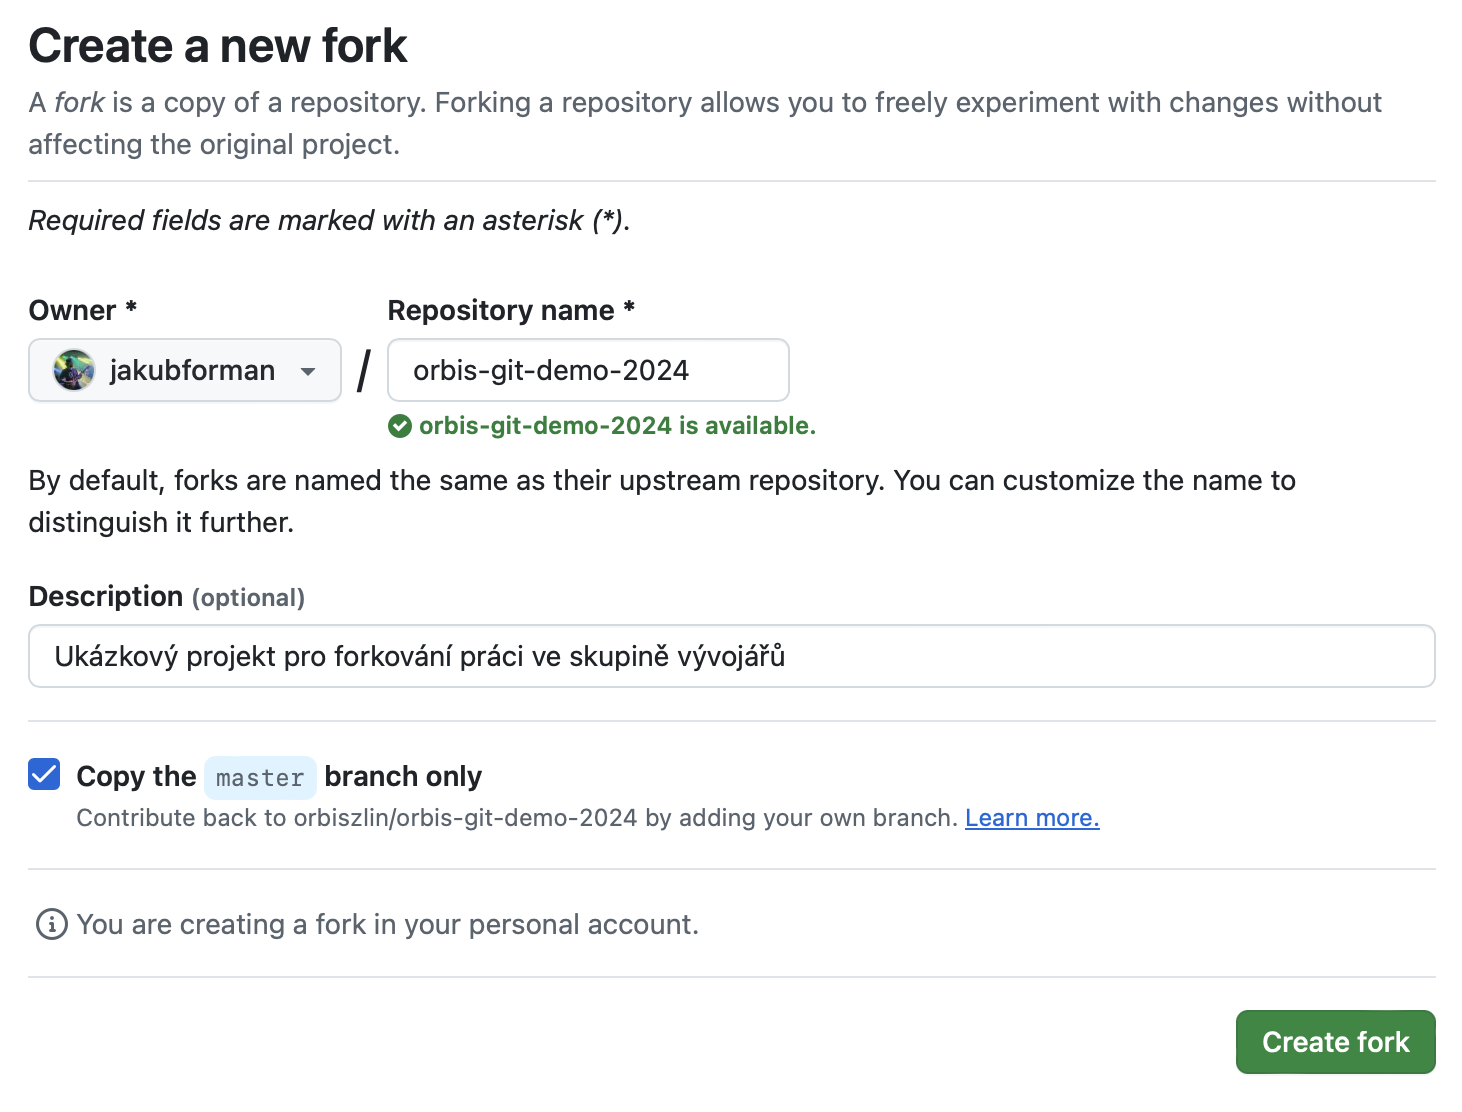 Create a new fork
A fork is a copy of a repository. Forking a repository allows you to freely experiment with changes without
affecting the original project.
Required fields are marked with an asterisk (*).
Owner *
Repository name *
jakubforman
/
orbis-git-demo-2024
orbis-git-demo-2024 is available.
By default, forks are named the same as their upstream repository. You can customize the name to
distinguish it further.
Description (optional)
Ukázkový projekt pro forkování práci ve skupině vývojářů
Copy the master branch only
Contribute back to orbiszlin/orbis-git-demo-2024 by adding your own branch. Learn more.
You are creating a fork in your personal account.
Create fork